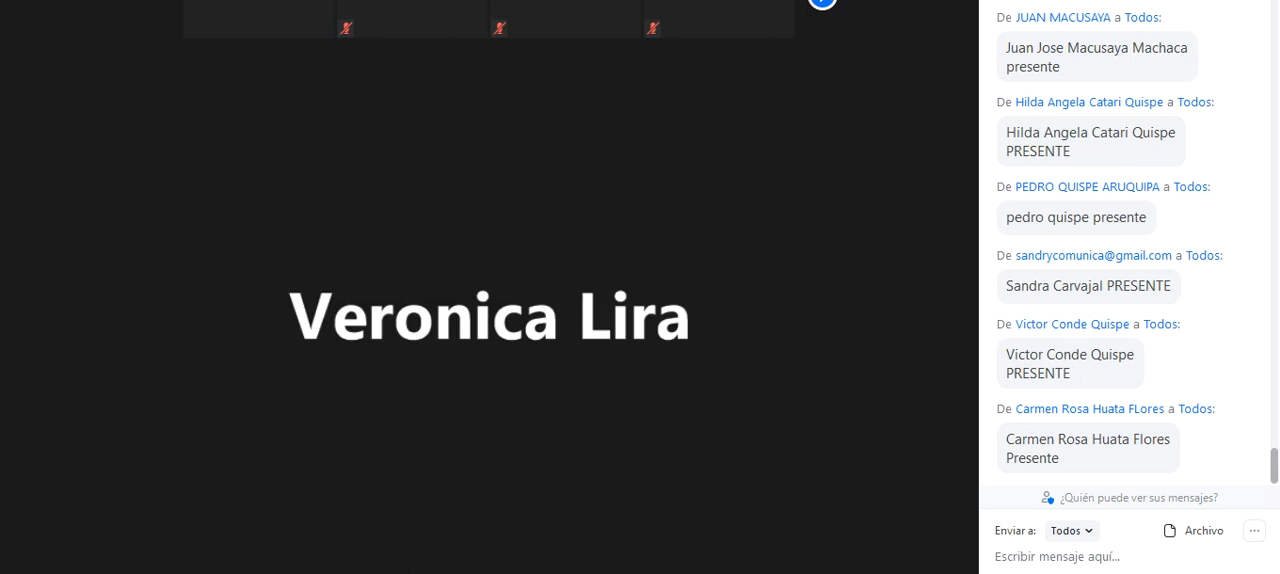 Veronica Lira
De JUAN MACUSAYA a Todos:
Juan Jose Macusaya Machaca
presente
De Hilda Angela Catari Quispe a Todos:
Hilda Angela Catari Quispe
PRESENTE
De PEDRO QUISPE ARUQUIPA a Todos:
pedro quispe presente
De sandrycomunica@gmail.com a Todos:
Sandra Carvajal PRESENTE
De Victor Conde Quispe a Todos:
Victor Conde Quispe
PRESENTE
De Carmen Rosa Huata FLores a Todos:
Carmen Rosa Huata Flores
Presente
¿Quién puede ver sus mensajes?
Enviar a: Todos Archivo ...
Escribir mensaje aquí...